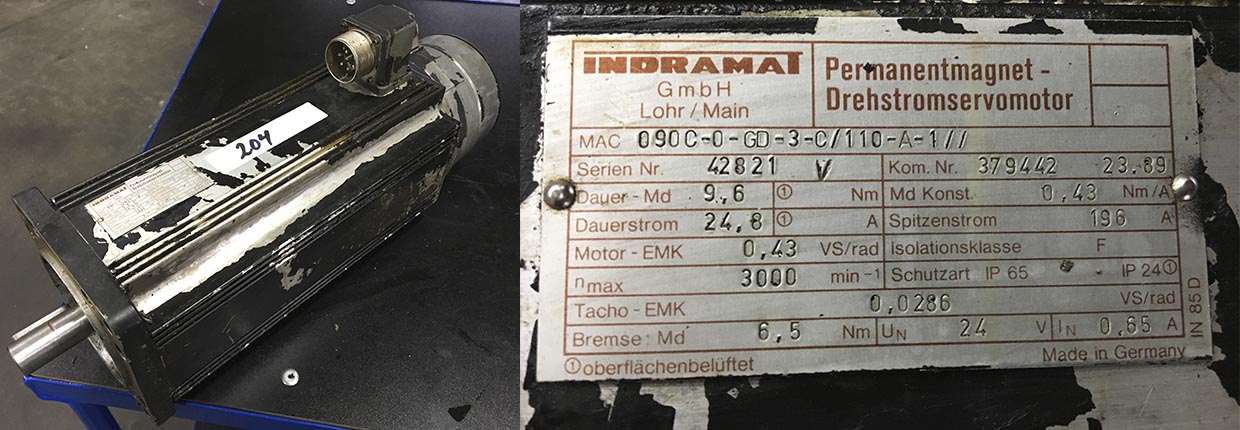 204
INDRAMAT
INDRAMAT
GmbH
Lohr / Main
Permanentmagnet -
Drehstromservomotor
MAC 090C-0-GD-3-C/110-A-1//
Serien Nr. 42821 V Kom. Nr. 379442 23.89
Dauer - Md 9,6 ① Nm Md Konst. 0,43 Nm/A
Dauerstrom 24,8 ① A Spitzenstrom 196 A
Motor - EMK 0,43 VS/rad Isolationsklasse F
nmax 3000 min -1 Schutzart IP 65 IP 24①
Tacho - EMK 0,0286 VS/rad
Bremse : Md 6,5 Nm UN 24 V IN 0,65 A
①oberflächenbelüftet Made in Germany
IN 85 D